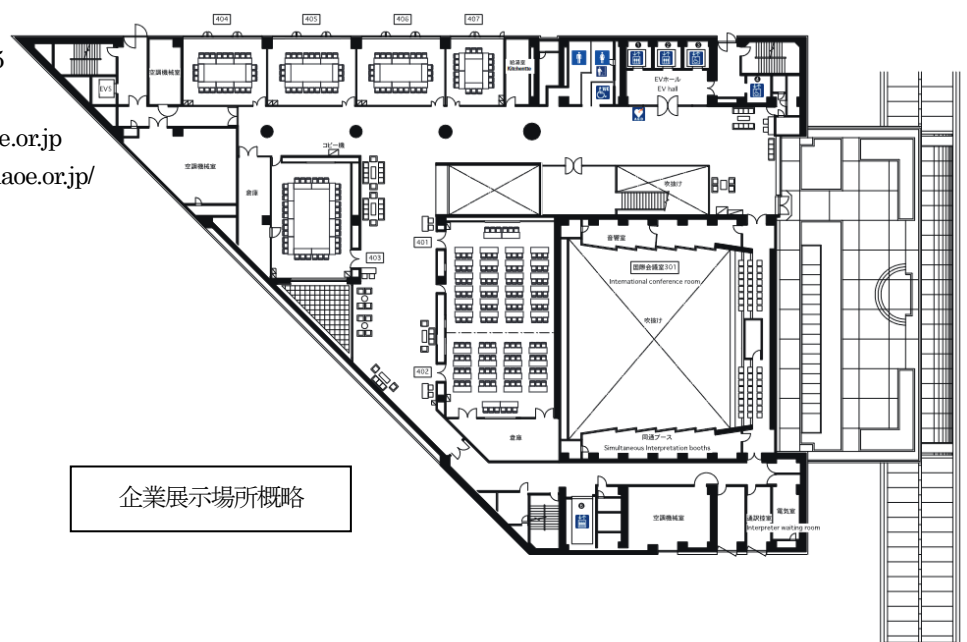 404
405
406
407
5
e.or.jp
aoe.or.jp/
空調機械室
EV5
給湯室
Kitchentte
EVホール
EV hall
コピー機
空調機械室
倉庫
吹抜け
401
403
402
音響室
国際会議室301
International conference room
吹抜け
倉庫
同通ブース
Simultaneous Interpretation booths
企業展示場所概略
空調機械室
通訳控室
Interpreter waiting room
電気室